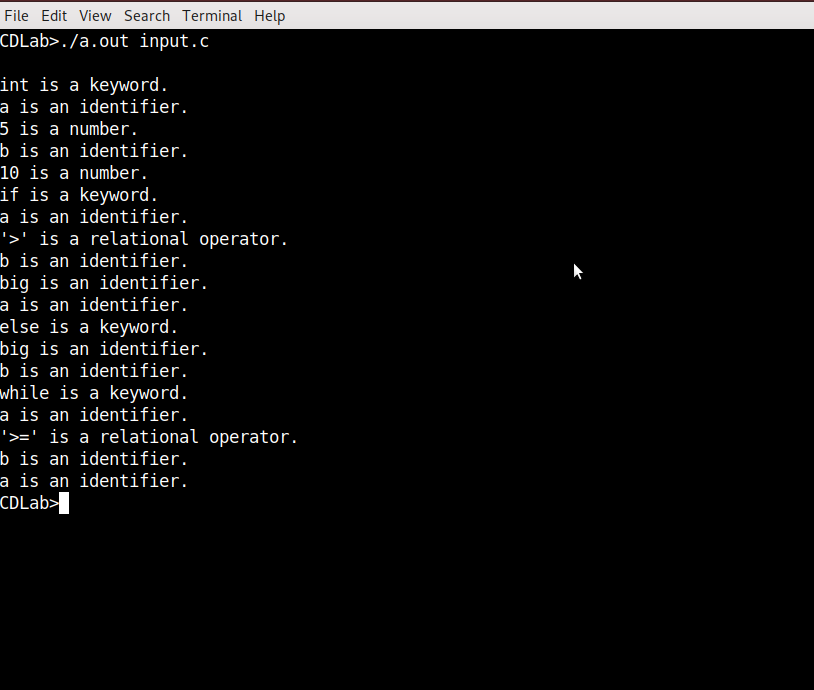 File Edit View Search Terminal Help
CDLab>./a.out input.c
int is a keyword.
a is an identifier.
5 is a number.
b is an identifier.
10 is a number.
if is a keyword.
a is an identifier.
'>' is a relational operator.
b is an identifier.
big is an identifier.
a is an identifier.
else is a keyword.
big is an identifier.
b is an identifier.
while is a keyword.
a is an identifier.
'>=' is a relational operator.
b is an identifier.
a is an identifier.
CDLab>